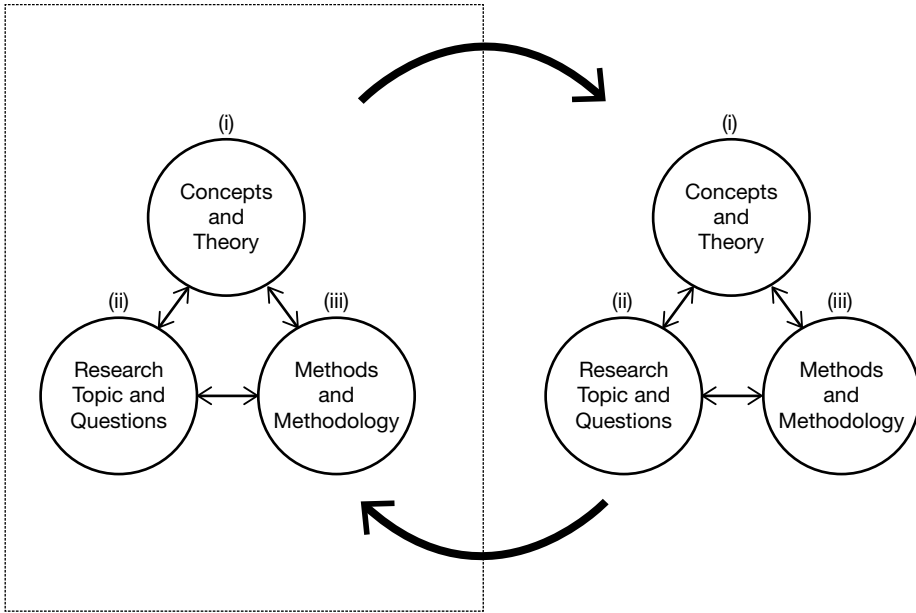 (i)
Concepts
and
Theory
(ii)
Research
Topic and
Questions
(iii)
Methods
and
Methodology
(i)
Concepts
and
Theory
(ii)
Research
Topic and
Questions
(iii)
Methods
and
Methodology